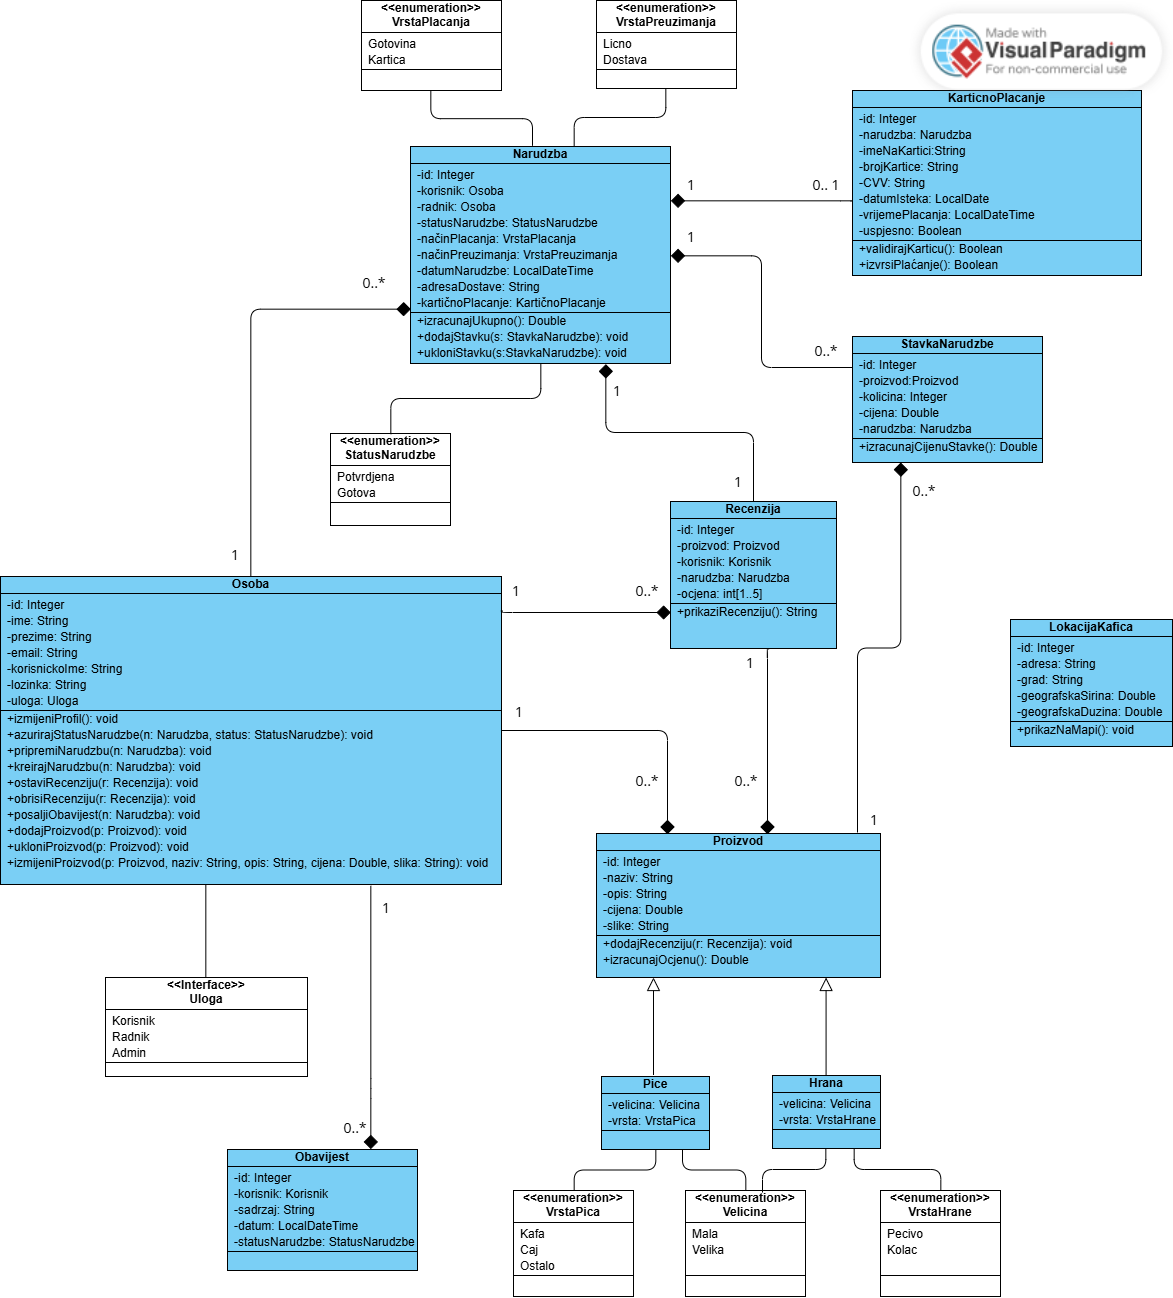 <<enumeration>>
VrstaPlacanja
Gotovina
Kartica
<<enumeration>>
VrstaPreuzimanja
Licno
Dostava
Made with
VisualParadigm
For non-commercial use
KarticnoPlacanje
-id: Integer
-narudzba: Narudzba
-imeNaKartici:String
-brojKartice: String
-CVV: String
-datumIsteka: LocalDate
-vrijemePlacanja: LocalDateTime
-uspjesno: Boolean
+validirajKarticu(): Boolean
+izvrsiPlaćanje(): Boolean
Narudzba
-id: Integer
-korisnik: Osoba
-radnik: Osoba
-statusNarudzbe: StatusNarudzbe
-načinPlacanja: VrstaPlacanja
-načinPreuzimanja: VrstaPreuzimanja
-datumNarudzbe: LocalDateTime
-adresaDostave: String
-kartičnoPlacanje: KartičnoPlacanje
+izracunajUkupno(): Double
+dodajStavku(s: StavkaNarudzbe): void
+ukloniStavku(s:StavkaNarudzbe): void
1
0.. 1
1
0..*
0..*
1
StavkaNarudzbe
-id: Integer
-proizvod:Proizvod
-kolicina: Integer
-cijena: Double
-narudzba: Narudzba
+izracunajCijenuStavke(): Double
0..*
<<enumeration>>
StatusNarudzbe
Potvrdjena
Gotova
1
Recenzija
-id: Integer
-proizvod: Proizvod
-korisnik: Korisnik
-narudzba: Narudzba
-ocjena: int[1..5]
+prikaziRecenziju(): String
1
Osoba
-id: Integer
-ime: String
-prezime: String
-email: String
-korisnickoIme: String
-lozinka: String
-uloga: Uloga
+izmijeniProfil(): void
+azurirajStatusNarudzbe(n: Narudzba, status: StatusNarudzbe): void
+pripremiNarudzbu(n: Narudzba): void
+kreirajNarudzbu(n: Narudzba): void
+ostaviRecenziju(r: Recenzija): void
+obrisiRecenziju(r: Recenzija): void
+posaljiObavijest(n: Narudzba): void
+dodajProizvod(p: Proizvod): void
+ukloniProizvod(p: Proizvod): void
+izmijeniProizvod(p: Proizvod, naziv: String, opis: String, cijena: Double, slika: String): void
1
0..*
1
0..*
1
0..*
1
LokacijaKafica
-id: Integer
-adresa: String
-grad: String
-geografskaSirina: Double
-geografskaDuzina: Double
+prikazNaMapi(): void
Proizvod
-id: Integer
-naziv: String
-opis: String
-cijena: Double
-slike: String
+dodajRecenziju(r: Recenzija): void
+izracunajOcjenu(): Double
1
<<Interface>>
Uloga
Korisnik
Radnik
Admin
0..*
Pice
-velicina: Velicina
-vrsta: VrstaPica
Hrana
-velicina: Velicina
-vrsta: VrstaHrane
Obavijest
-id: Integer
-korisnik: Korisnik
-sadrzaj: String
-datum: LocalDateTime
-statusNarudzbe: StatusNarudzbe
<<enumeration>>
VrstaPica
Kafa
Caj
Ostalo
<<enumeration>>
Velicina
Mala
Velika
<<enumeration>>
VrstaHrane
Pecivo
Kolac